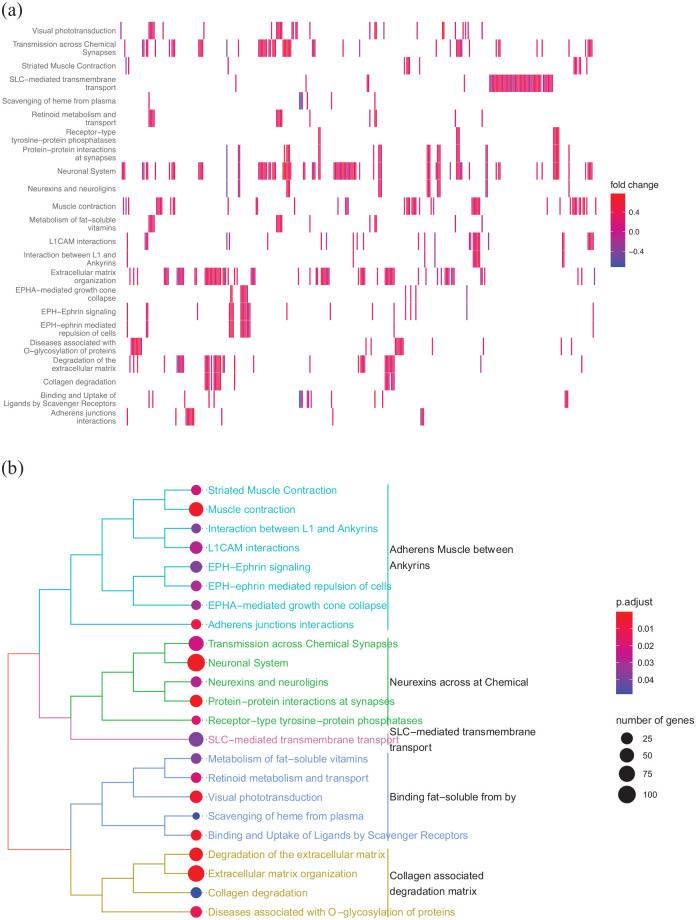 (a)
Visual phototransduction
Transmission across Chemical
Synapses
Striated Muscle Contraction
SLC−mediated transmembrane
transport
Scavenging of heme from plasma
Retinoid metabolism and
transport
Receptor−type
tyrosine−protein phosphatases
Protein−protein interactions
at synapses
Neuronal System
Neurexins and neuroligins
Muscle contraction
Metabolism of fat−soluble
vitamins
L1CAM interactions
Interaction between L1 and
Ankyrins
Extracellular matrix
organization
EPHA−mediated growth cone
collapse
EPH−Ephrin signaling
EPH−ephrin mediated
repulsion of cells
Diseases associated with
O−glycosylation of proteins
Degradation of the
extracellular matrix
Collagen degradation
Binding and Uptake of
Ligands by Scavenger Receptors
Adherens junctions
interactions
fold change
0.4
0.0
−0.4
(b)
Striated Muscle Contraction
Muscle contraction
Interaction between L1 and Ankyrins
L1CAM interactions
EPH−Ephrin signaling
EPH−ephrin mediated repulsion of cells
EPHA−mediated growth cone collapse
Adherens junctions interactions
Transmission across Chemical Synapses
Neuronal System
Neurexins and neuroligins
Protein−protein interactions at synapses
Receptor−type tyrosine−protein phosphatases
SLC−mediated transmembrane transport
Metabolism of fat−soluble vitamins
Retinoid metabolism and transport
Visual phototransduction
Scavenging of heme from plasma
Binding and Uptake of Ligands by Scavenger Receptors
Degradation of the extracellular matrix
Extracellular matrix organization
Collagen degradation
Diseases associated with O−glycosylation of proteins
Adherens Muscle between
Ankyrins
Neurexins across at Chemical
SLC−mediated transmembrane
transport
Binding fat−soluble from by
Collagen associated
degradation matrix
p.adjust
0.01
0.02
0.03
0.04
number of genes
25
50
75
100